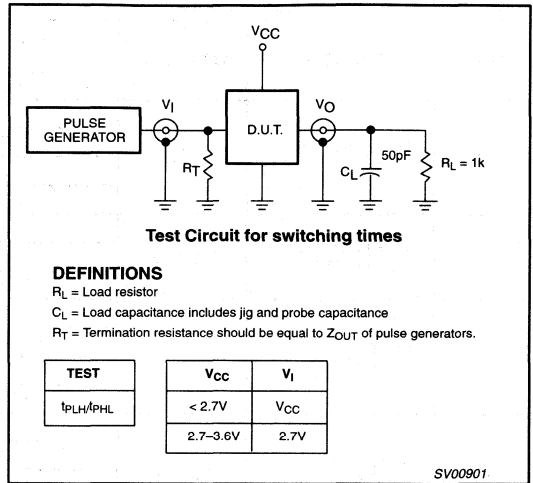 VCC
VI
VO
PULSE
GENERATOR
D.U.T.
RT
50pF
CL
RL = 1k
Test Circuit for switching times
DEFINITIONS
RL = Load resistor
CL = Load capacitance includes jig and probe capacitance
RT = Termination resistance should be equal to ZOUT of pulse generators.
TEST
tPLH/tPHL
VCC VI
< 2.7V VCC
2.7–3.6V 2.7V
SV00901